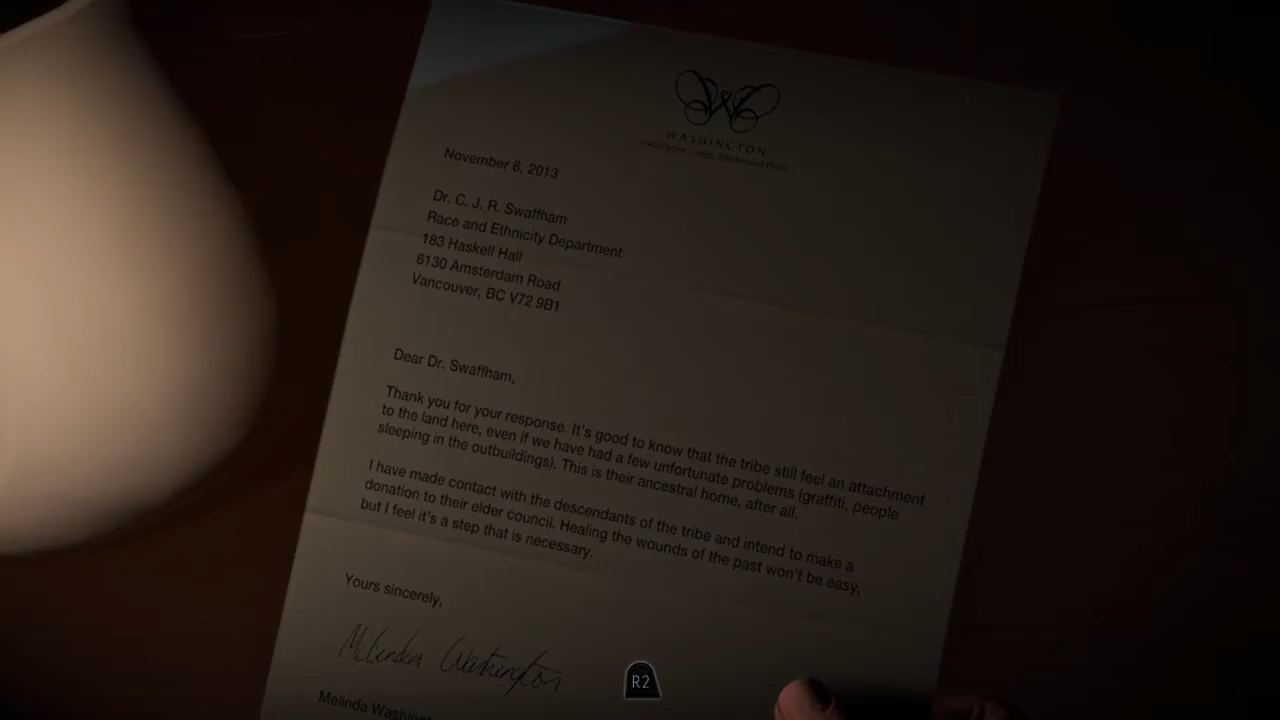 W
WASHINGTON
November 8, 2013
Dr. C. J. R. Swaffham
Race and Ethnicity Department
183 Haskell Hall
6130 Amsterdam Road
Vancouver, BC V72 9B1
Dear Dr. Swaffham,
Thank you for your response. It's good to know that the tribe still feel an attachment
to the land here, even if we have had a few unfortunate problems (graffiti, people
sleeping in the outbuildings). This is their ancestral home, after all.
I have made contact with the descendants of the tribe and intend to make a
donation to their elder council. Healing the wounds of the past won't be easy,
but I feel it's a step that is necessary.
Yours sincerely,
Melinda Washington
Melinda
R2